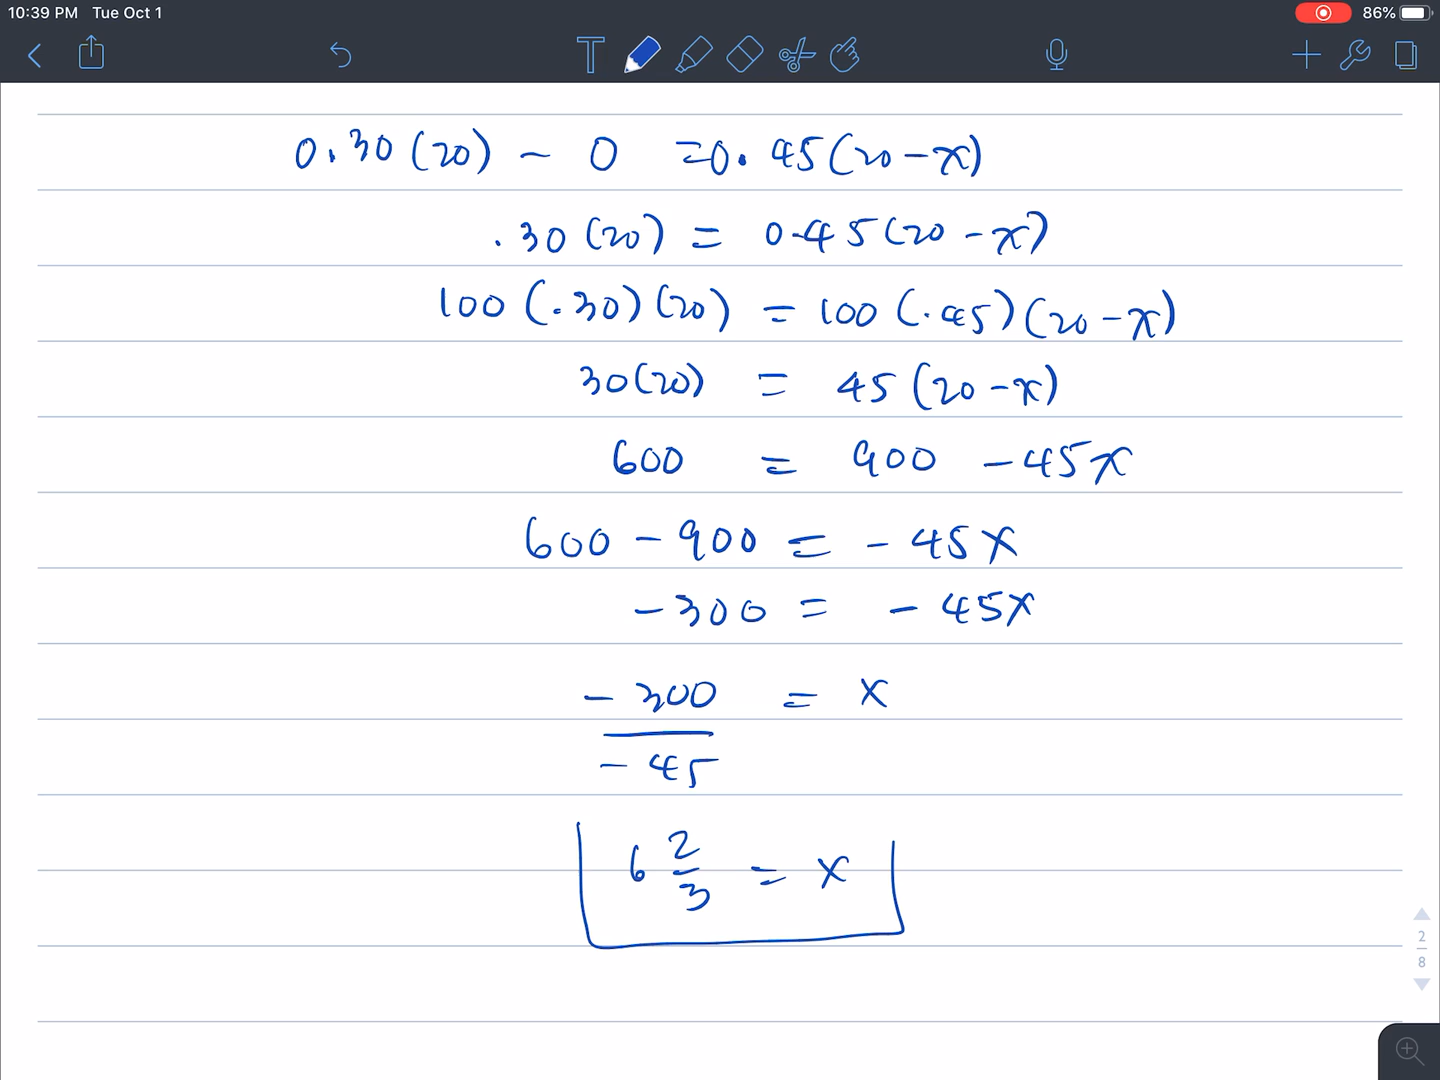 10:39 PM Tue Oct 1 86%
T
0.30(20) - 0 =0.45(20-x)
.30(20) = 0.45(20-x)
100(.30)(20) = 100(.45)(20-x)
30(20) = 45(20-x)
600 = 900 -45x
600 - 900 = - 45x
-300 = - 45x
-300/-45 = x
6 2/3 = x
2
8